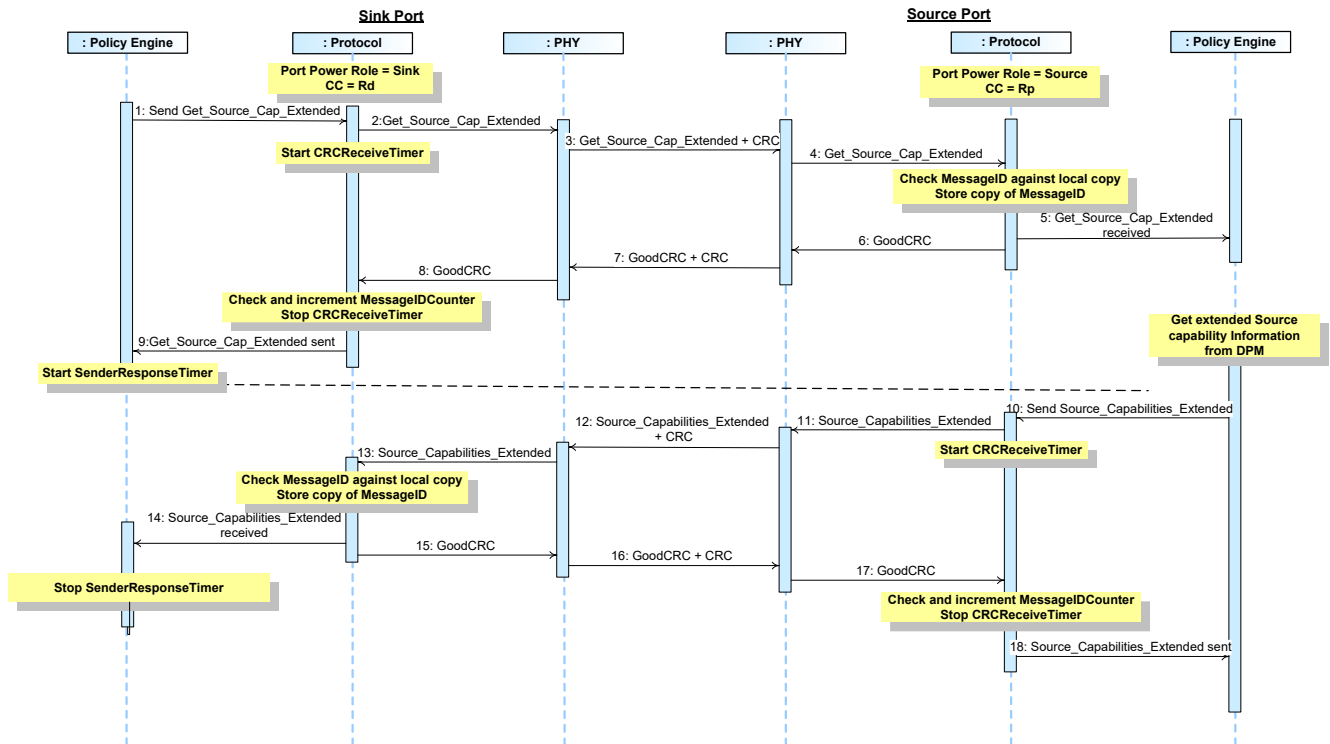 Sink Port
Source Port
: Policy Engine
: Protocol
: PHY
: PHY
: Protocol
: Policy Engine
Port Power Role = Sink
CC = Rd
Port Power Role = Source
CC = Rp
1: Send Get_Source_Cap_Extended
2:Get_Source_Cap_Extended
3: Get_Source_Cap_Extended + CRC
4: Get_Source_Cap_Extended
Start CRCReceiveTimer
Check MessageID against local copy
Store copy of MessageID
5: Get_Source_Cap_Extended
received
6: GoodCRC
7: GoodCRC + CRC
8: GoodCRC
Check and increment MessageIDCounter
Stop CRCReceiveTimer
9:Get_Source_Cap_Extended sent
Start SenderResponseTimer
Get extended Source
capability Information
from DPM
10: Send Source_Capabilities_Extended
11: Source_Capabilities_Extended
12: Source_Capabilities_Extended
+ CRC
Start CRCReceiveTimer
13: Source_Capabilities_Extended
Check MessageID against local copy
Store copy of MessageID
14: Source_Capabilities_Extended
received
15: GoodCRC
16: GoodCRC + CRC
17: GoodCRC
Stop SenderResponseTimer
Check and increment MessageIDCounter
Stop CRCReceiveTimer
18: Source_Capabilities_Extended sent